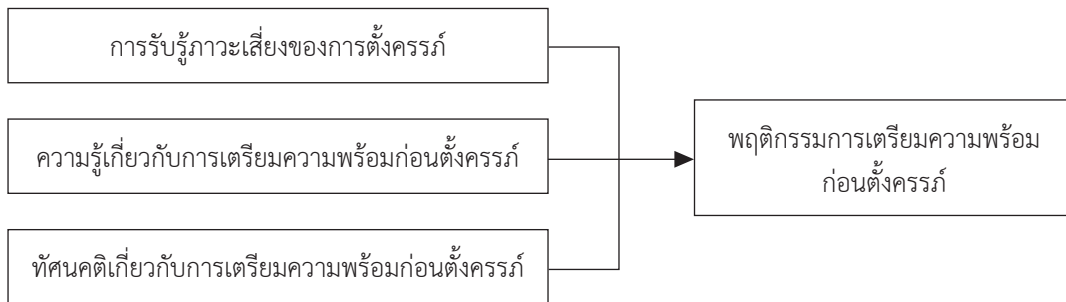 การรับรู้ภาวะเสี่ยงของการตั้งครรภ์
ความรู้เกี่ยวกับการเตรียมความพร้อมก่อนตั้งครรภ์
ทัศนคติเกี่ยวกับการเตรียมความพร้อมก่อนตั้งครรภ์
พฤติกรรมการเตรียมความพร้อม
ก่อนตั้งครรภ์